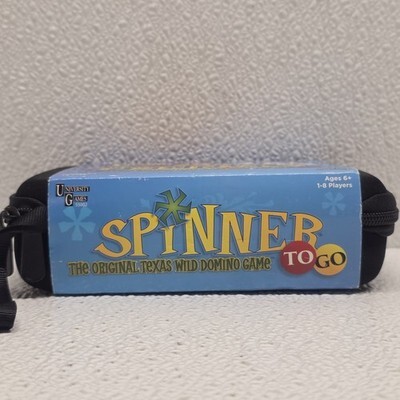 UNIVERSITY
GAMES
Ages 6+
1-8 Players
SPINNER
THE ORIGINAL TEXAS WILD DOMINO GAME
TO GO